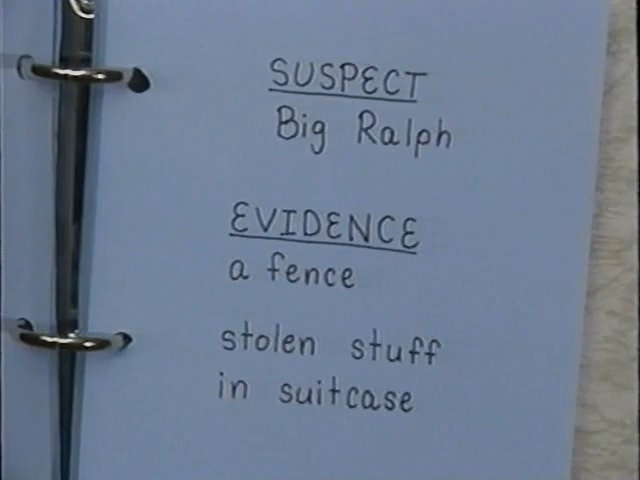 SUSPECT
Big Ralph
EVIDENCE
a fence
stolen stuff
in suitcase